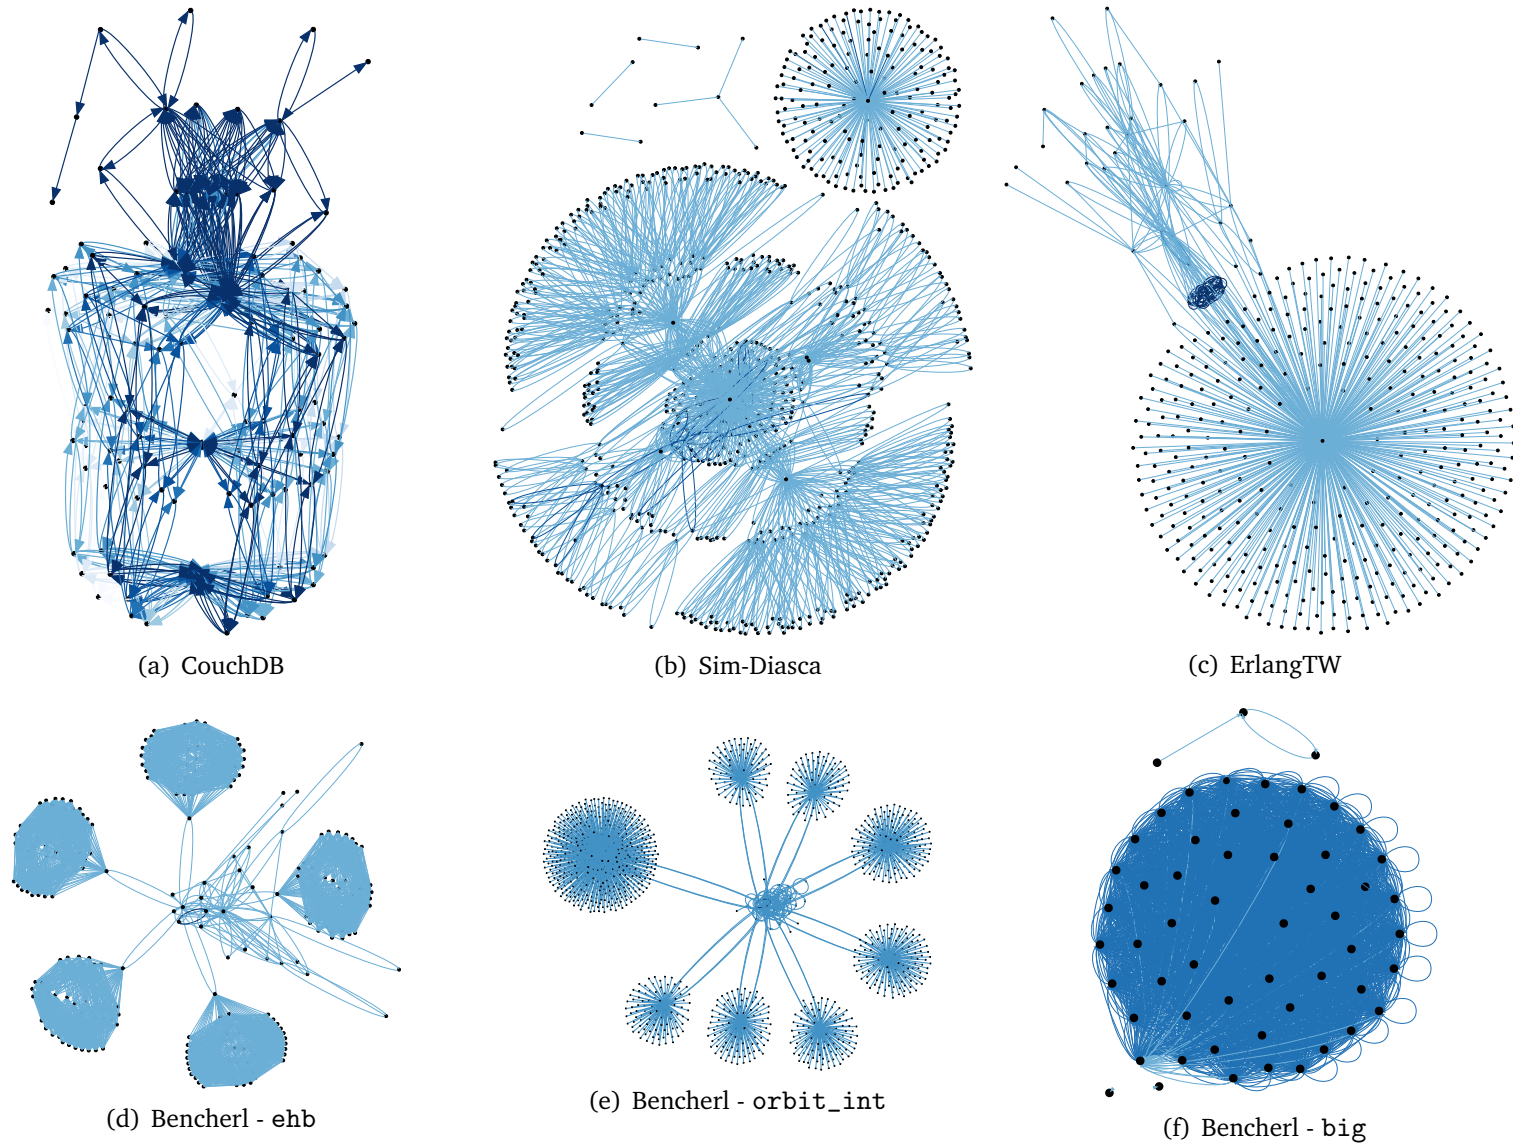 (a) CouchDB
(b) Sim-Diasca
(c) ErlangTW
(d) Bencherl - ehb
(e) Bencherl - orbit_int
(f) Bencherl - big